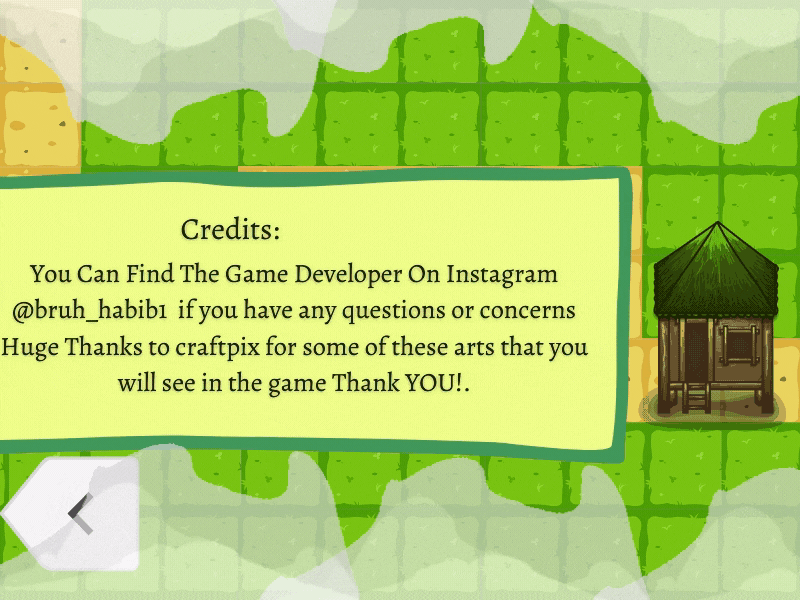 Credits:
You Can Find The Game Developer On Instagram
@bruh_habib1  if you have any questions or concerns
Huge Thanks to craftpix for some of these arts that you
will see in the game Thank YOU!.